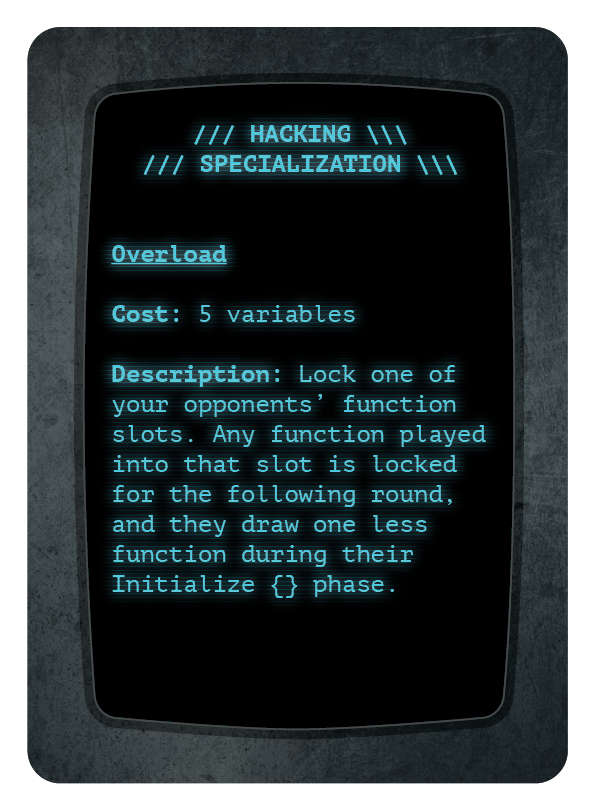 /// HACKING \\\
/// SPECIALIZATION \\\
Overload
Cost: 5 variables
Description: Lock one of
your opponents’ function
slots. Any function played
into that slot is locked
for the following round,
and they draw one less
function during their
Initialize {} phase.